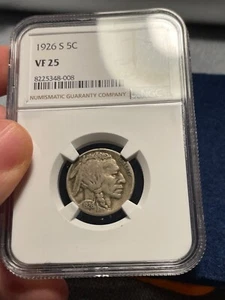 1926 S 5C
VF 25
8225348-008
NUMISMATIC GUARANTY COMPANY